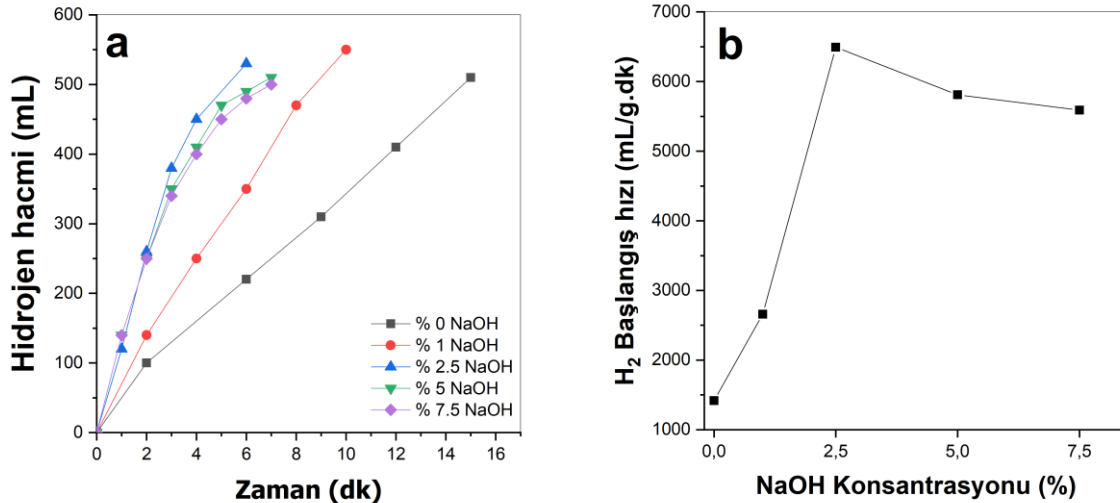 a
600
500
400
300
200
100
0
Hidrojen hacmi (mL)
% 0 NaOH
% 1 NaOH
% 2.5 NaOH
% 5 NaOH
% 7.5 NaOH
0 2 4 6 8 10 12 14 16
Zaman (dk)
b
7000
6000
5000
4000
3000
2000
1000
H₂ Başlangış hızı (mL/g.dk)
0,0 2,5 5,0 7,5
NaOH Konsantrasyonu (%)